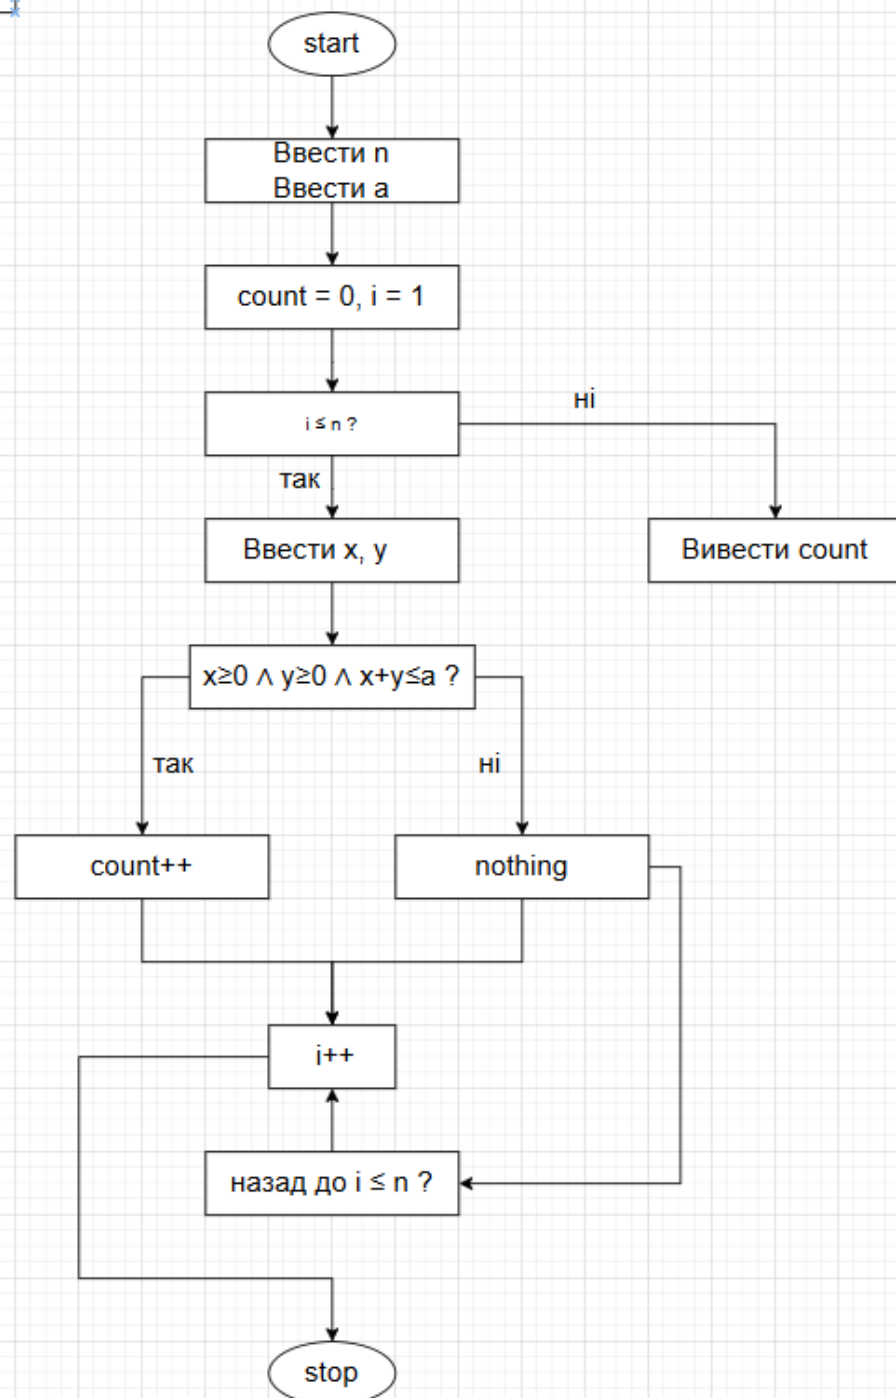 start
Ввести n
Ввести a
count = 0, i = 1
i ≤ n ?
ні
так
Ввести x, y
Вивести count
x≥0 ∧ y≥0 ∧ x+y≤a ?
так
ні
count++
nothing
i++
назад до i ≤ n ?
stop